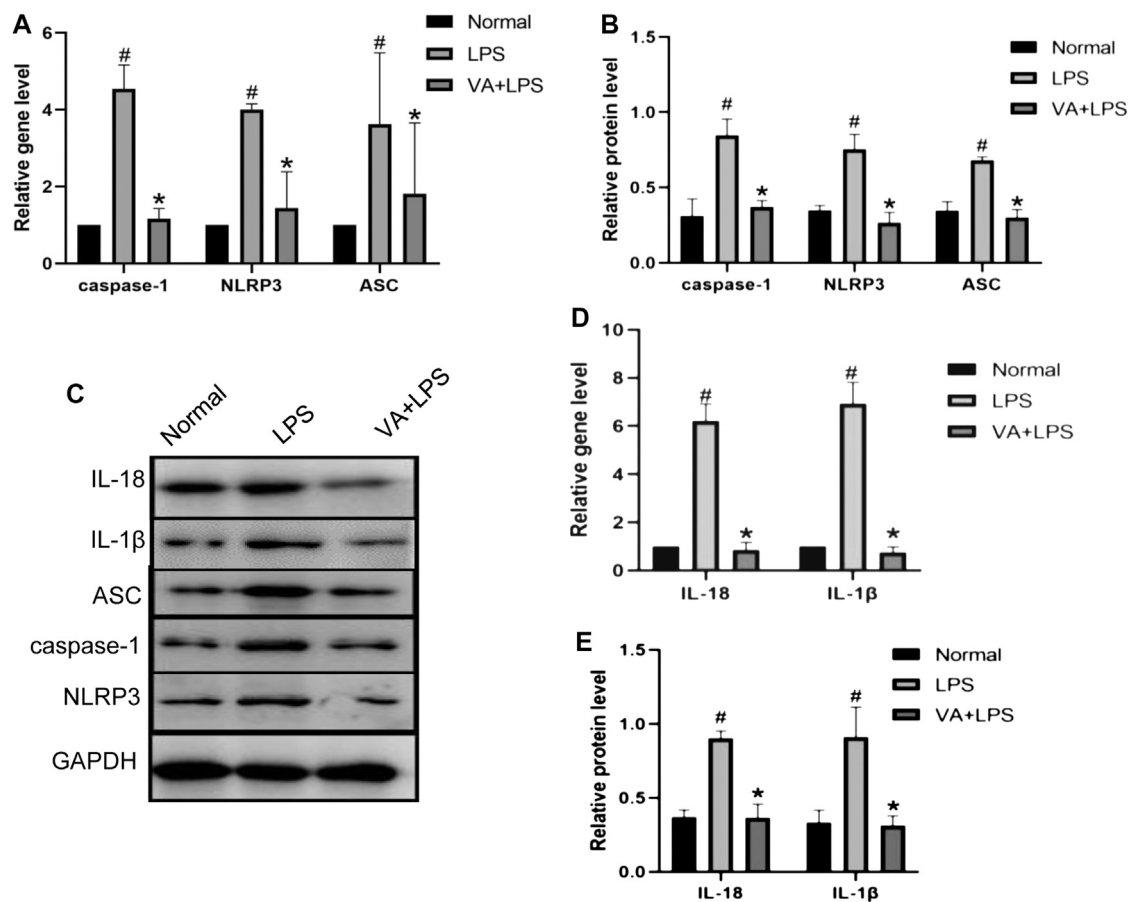 A
Relative gene level
6
4
2
0
#
*
#
*
#
*
caspase-1 NLRP3 ASC
Normal
LPS
VA+LPS
B
Relative protein level
1.5
1.0
0.5
0.0
#
*
#
*
#
*
caspase-1 NLRP3 ASC
Normal
LPS
VA+LPS
C
Normal LPS VA+LPS
IL-18
IL-1β
ASC
caspase-1
NLRP3
GAPDH
D
Relative gene level
10
8
6
4
2
0
#
*
#
*
IL-18 IL-1β
Normal
LPS
VA+LPS
E
Relative protein level
1.5
1.0
0.5
0.0
#
*
#
*
IL-18 IL-1β
Normal
LPS
VA+LPS